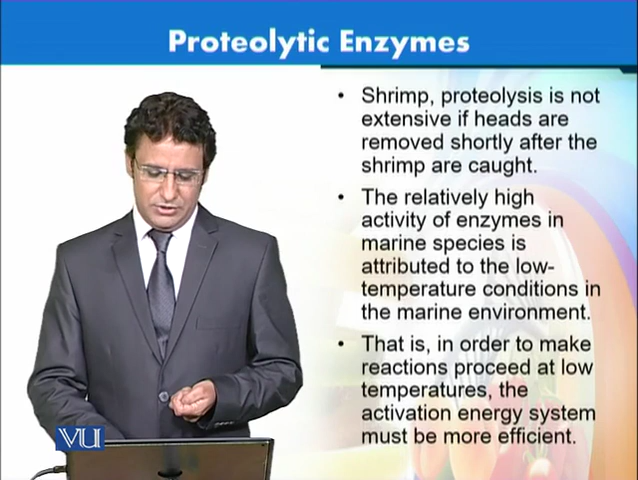 Proteolytic Enzymes
• Shrimp, proteolysis is not
extensive if heads are
removed shortly after the
shrimp are caught.
• The relatively high
activity of enzymes in
marine species is
attributed to the low-
temperature conditions in
the marine environment.
• That is, in order to make
reactions proceed at low
temperatures, the
activation energy system
must be more efficient.
VU